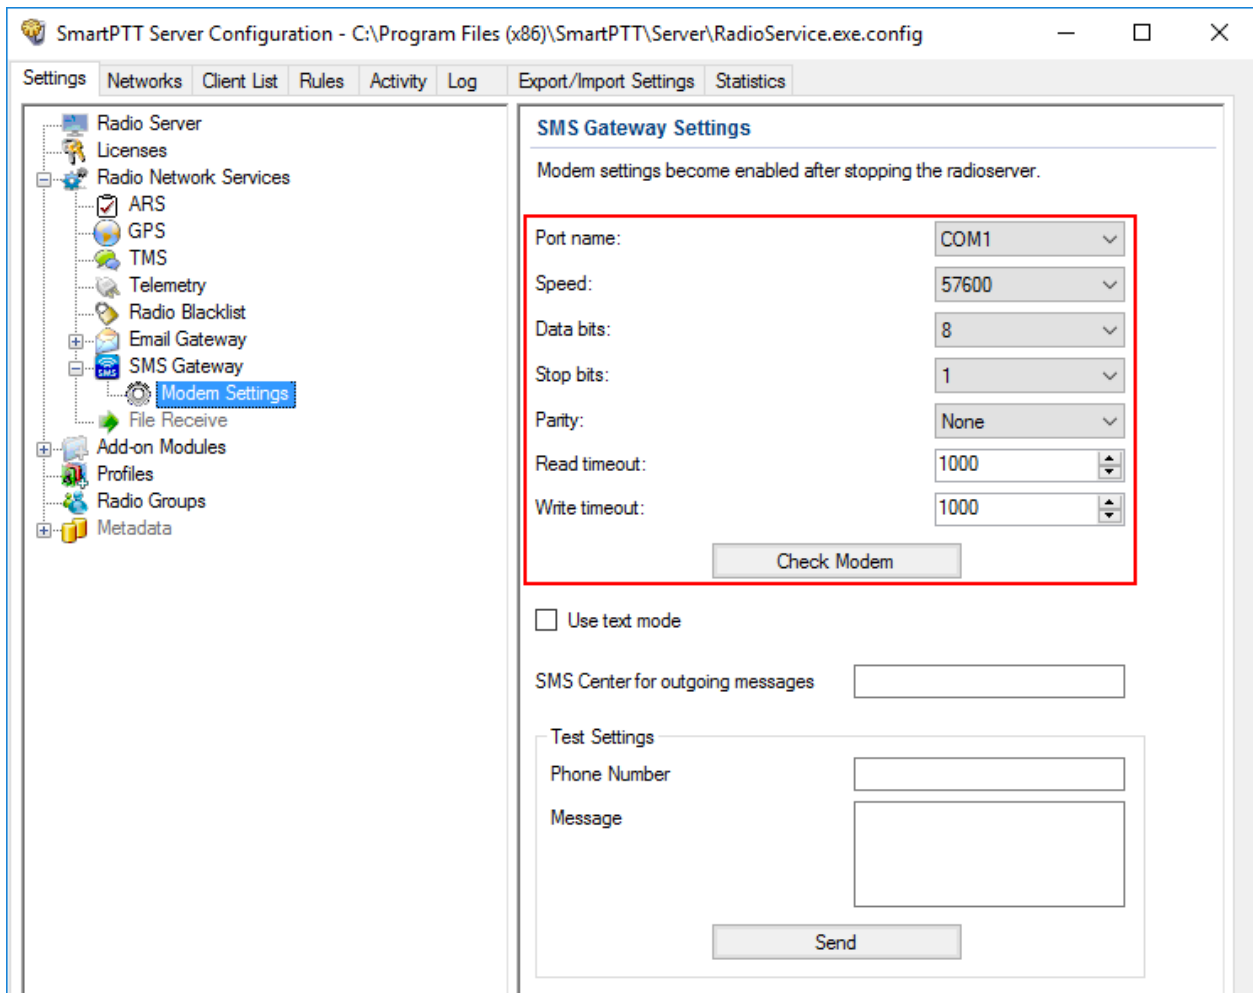 SmartPTT Server Configuration - C:\Program Files (x86)\SmartPTT\Server\RadioService.exe.config
Settings Networks Client List Rules Activity Log Export/Import Settings Statistics
Radio Server
Licenses
Radio Network Services
ARS
GPS
TMS
Telemetry
Radio Blacklist
Email Gateway
SMS Gateway
Modem Settings
File Receive
Add-on Modules
Profiles
Radio Groups
Metadata
SMS Gateway Settings
Modem settings become enabled after stopping the radioserver.
Port name: COM1
Speed: 57600
Data bits: 8
Stop bits: 1
Parity: None
Read timeout: 1000
Write timeout: 1000
Check Modem
Use text mode
SMS Center for outgoing messages
Test Settings
Phone Number
Message
Send